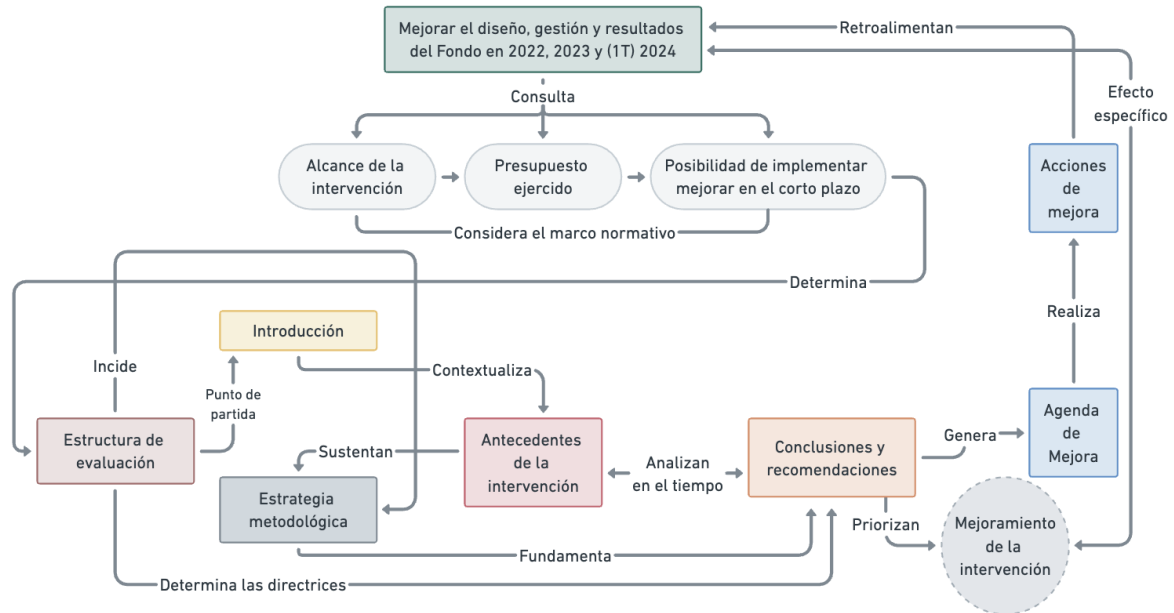 Mejorar el diseño, gestión y resultados
del Fondo en 2022, 2023 y (1T) 2024
Retroalimentan
Efecto
específico
Consulta
Alcance de la
intervención
Presupuesto
ejercido
Posibilidad de implementar
mejorar en el corto plazo
Acciones
de
mejora
Considera el marco normativo
Determina
Realiza
Introducción
Incide
Punto de
partida
Contextualiza
Estructura de
evaluación
Sustentan
Antecedentes
de la
intervención
Analizan
en el tiempo
Conclusiones y
recomendaciones
Genera
Agenda
de
Mejora
Estrategia
metodológica
Priorizan
Mejoramiento
de la
intervención
Fundamenta
Determina las directrices